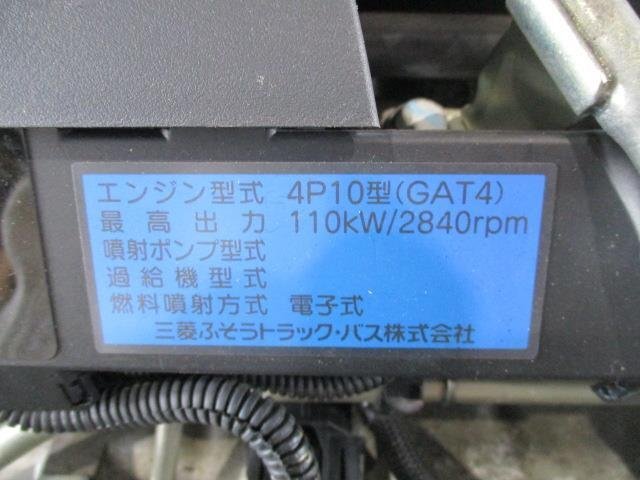 エンジン型式 4P10型(GAT4)
最高出力 110kW/2840rpm
噴射ポンプ型式
過給機型式
燃料噴射方式 電子式
三菱ふそうトラック・バス株式会社